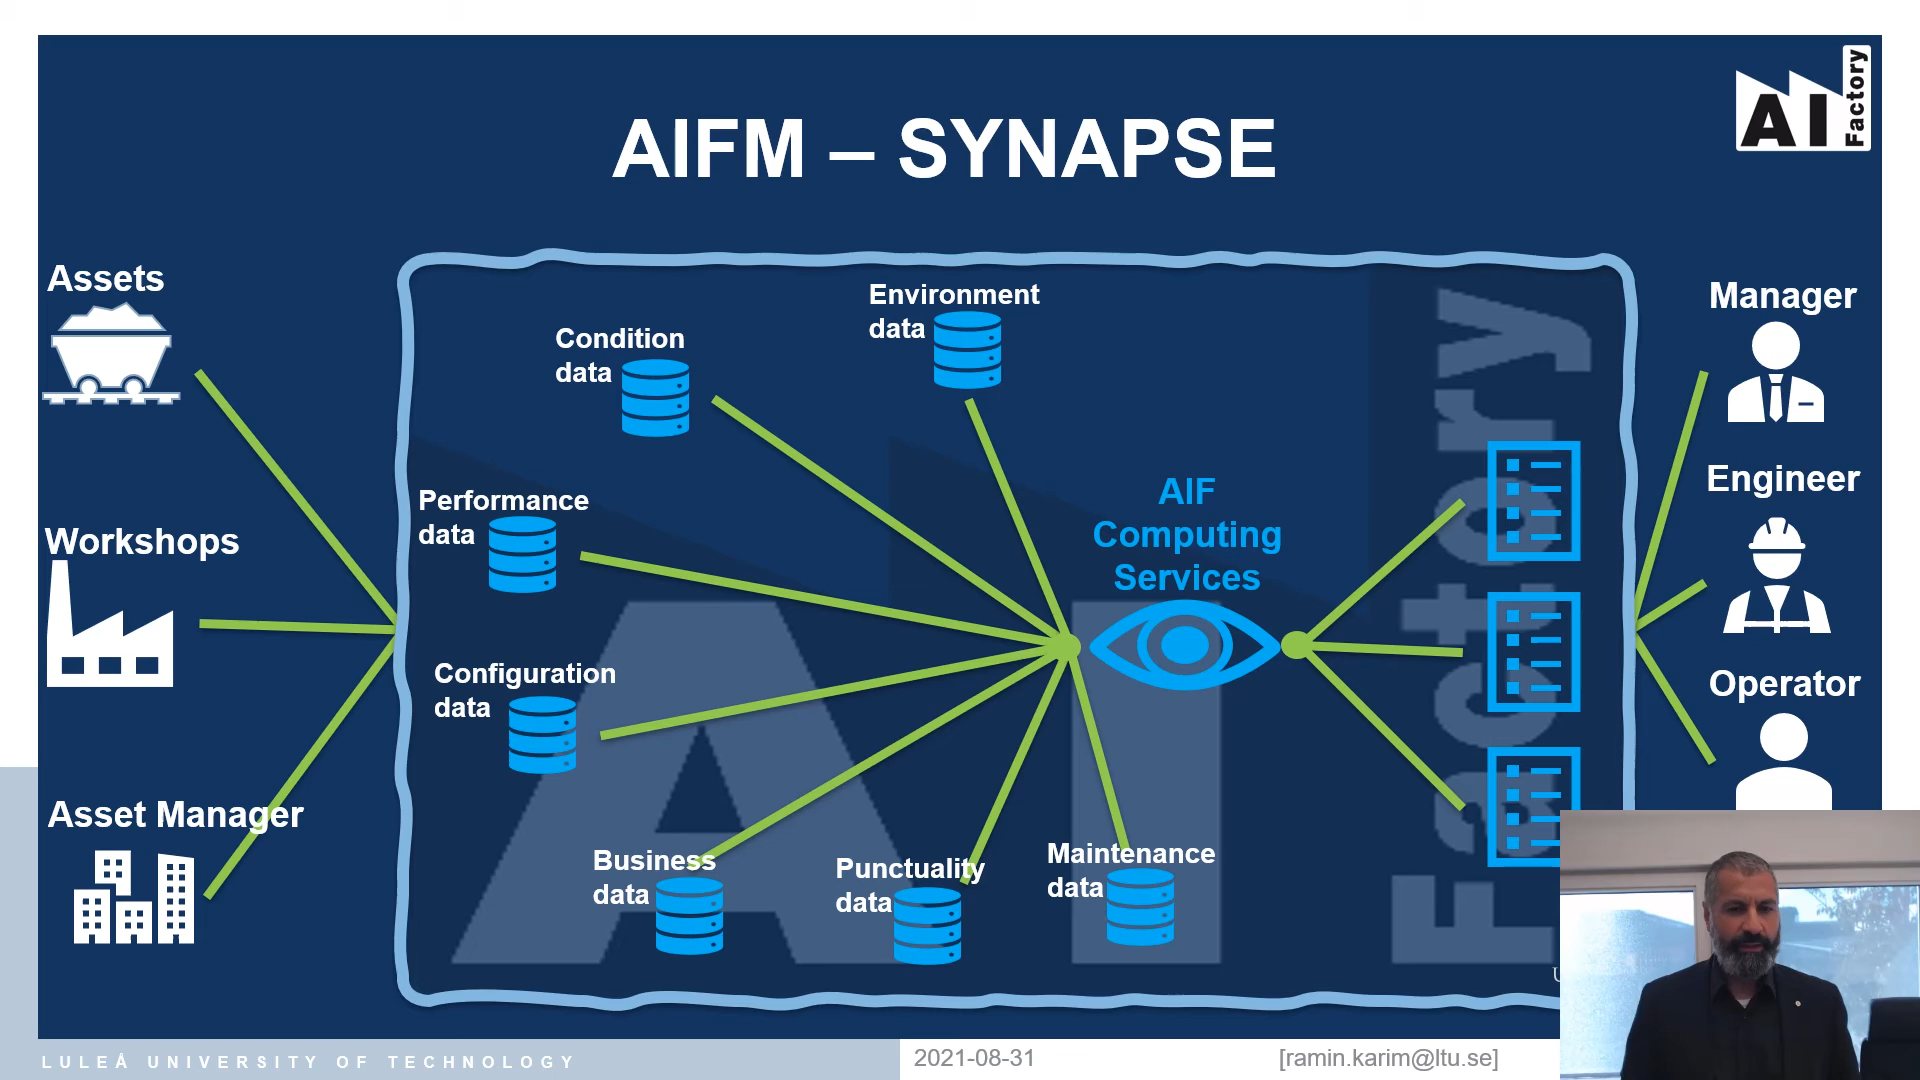 AI Factory
AIFM – SYNAPSE
Assets
Workshops
Asset Manager
Condition
data
Environment
data
Performance
data
Configuration
data
Business
data
Punctuality
data
Maintenance
data
AIF
Computing
Services
AI Factory
Manager
Engineer
Operator
LULEÅ UNIVERSITY OF TECHNOLOGY
2021-08-31
[ramin.karim@ltu.se]